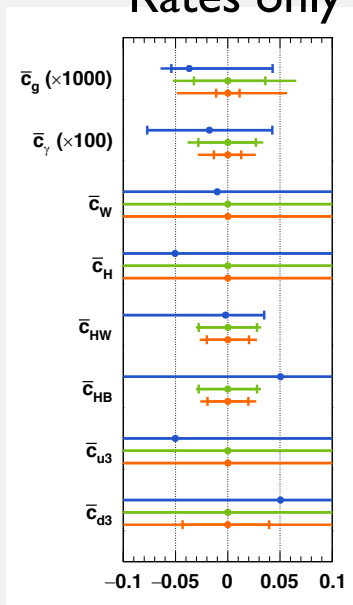 Rates only
c̄g (×1000)
c̄γ (×100)
c̄W
c̄H
c̄HW
c̄HB
c̄u3
c̄d3
−0.1 −0.05 0 0.05 0.1